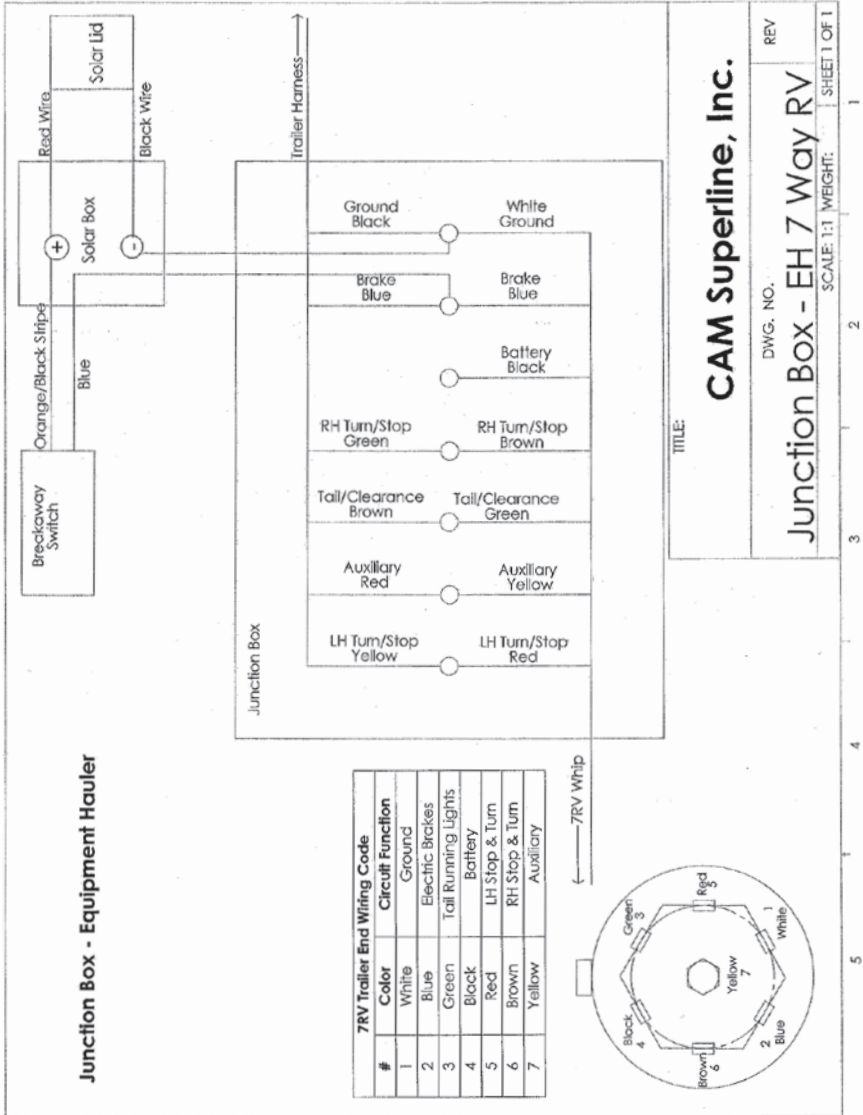 Junction Box - Equipment Hauler
Breakaway
Switch
Orange/Black Stripe
Blue
Solar Box
+
-
Red Wire
Black Wire
Solar Lid
Junction Box
Trailer Harness
LH Turn/Stop
Yellow
LH Turn/Stop
Red
Auxiliary
Red
Auxiliary
Yellow
Tail/Clearance
Brown
Tail/Clearance
Green
RH Turn/Stop
Green
RH Turn/Stop
Brown
Battery
Black
Brake
Blue
Brake
Blue
Ground
Black
White
Ground
7RV Trailer End Wiring Code
# Color Circuit Function
1 White Ground
2 Blue Electric Brakes
3 Green Tail Running Lights
4 Black Battery
5 Red LH Stop & Turn
6 Brown RH Stop & Turn
7 Yellow Auxiliary
7RV Whip
Black
4
Green
3
Brown
6
Yellow
7
Red
5
2
Blue
1
White
TITLE:
CAM Superline, Inc.
DWG. NO.
REV
Junction Box - EH 7 Way RV
SCALE: 1:1 WEIGHT: SHEET 1 OF 1
5
4
3
2
1